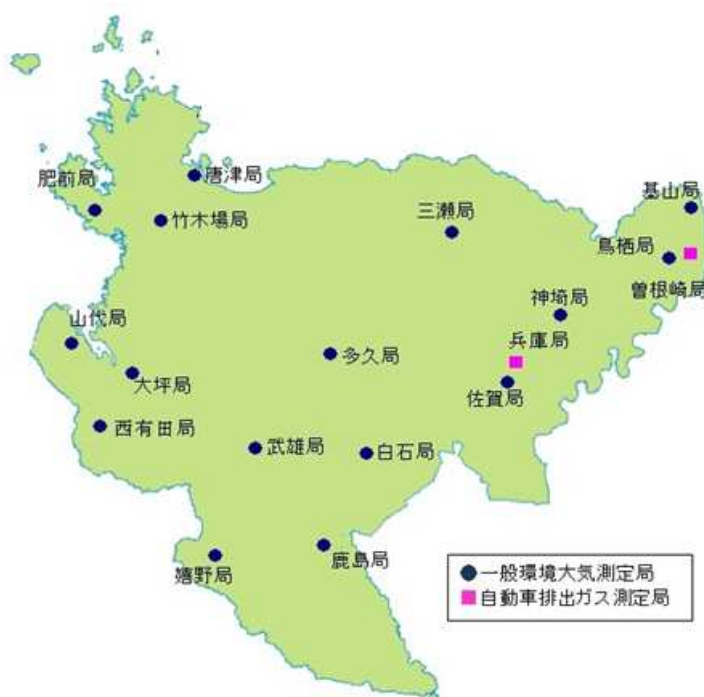 唐津局
肥前局
竹木場局
三瀬局
基山局
鳥栖局
曽根崎局
神埼局
兵庫局
山代局
多久局
大坪局
佐賀局
西有田局
武雄局
白石局
嬉野局
鹿島局
一般環境大気測定局
自動車排出ガス測定局